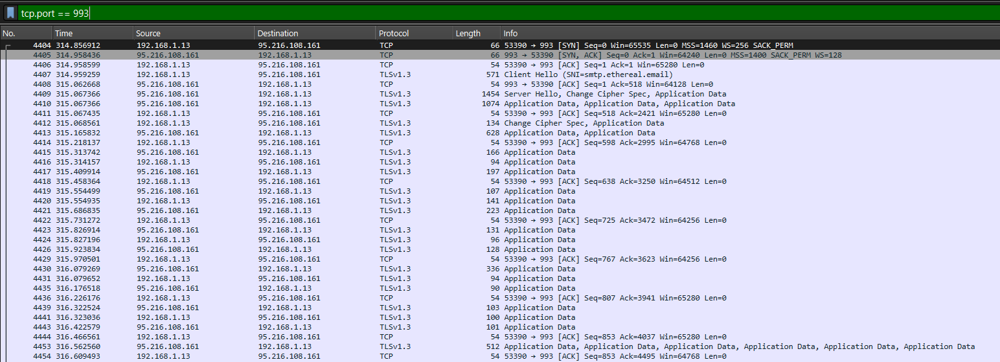 tcp.port == 993
No. Time Source Destination Protocol Length Info
4404 314.856912 192.168.1.13 95.216.108.161 TCP 66 53390 → 993 [SYN] Seq=0 Win=65535 Len=0 MSS=1460 WS=256 SACK_PERM
4405 314.958436 95.216.108.161 192.168.1.13 TCP 66 993 → 53390 [SYN, ACK] Seq=0 Ack=1 Win=64240 Len=0 MSS=1400 SACK_PERM WS=128
4406 314.958599 192.168.1.13 95.216.108.161 TCP 54 53390 → 993 [ACK] Seq=1 Ack=1 Win=65280 Len=0
4407 314.959259 192.168.1.13 95.216.108.161 TLSv1.3 571 Client Hello (SNI=smtp.ethereal.email)
4408 315.062668 95.216.108.161 192.168.1.13 TCP 54 993 → 53390 [ACK] Seq=1 Ack=518 Win=64128 Len=0
4409 315.067366 95.216.108.161 192.168.1.13 TLSv1.3 1454 Server Hello, Change Cipher Spec, Application Data
4410 315.067366 95.216.108.161 192.168.1.13 TLSv1.3 1074 Application Data, Application Data, Application Data
4411 315.067435 192.168.1.13 95.216.108.161 TCP 54 53390 → 993 [ACK] Seq=518 Ack=2421 Win=65280 Len=0
4412 315.068561 192.168.1.13 95.216.108.161 TLSv1.3 134 Change Cipher Spec, Application Data
4413 315.165832 95.216.108.161 192.168.1.13 TLSv1.3 628 Application Data, Application Data
4414 315.218137 192.168.1.13 95.216.108.161 TCP 54 53390 → 993 [ACK] Seq=598 Ack=2995 Win=64768 Len=0
4415 315.313742 95.216.108.161 192.168.1.13 TLSv1.3 166 Application Data
4416 315.314157 192.168.1.13 95.216.108.161 TLSv1.3 94 Application Data
4417 315.409914 95.216.108.161 192.168.1.13 TLSv1.3 197 Application Data
4418 315.458364 192.168.1.13 95.216.108.161 TCP 54 53390 → 993 [ACK] Seq=638 Ack=3250 Win=64512 Len=0
4419 315.554499 95.216.108.161 192.168.1.13 TLSv1.3 107 Application Data
4420 315.554935 192.168.1.13 95.216.108.161 TLSv1.3 141 Application Data
4421 315.686835 95.216.108.161 192.168.1.13 TLSv1.3 223 Application Data
4422 315.731272 192.168.1.13 95.216.108.161 TCP 54 53390 → 993 [ACK] Seq=725 Ack=3472 Win=64256 Len=0
4423 315.826914 95.216.108.161 192.168.1.13 TLSv1.3 131 Application Data
4424 315.827196 192.168.1.13 95.216.108.161 TLSv1.3 96 Application Data
4426 315.923834 95.216.108.161 192.168.1.13 TLSv1.3 128 Application Data
4429 315.970501 192.168.1.13 95.216.108.161 TCP 54 53390 → 993 [ACK] Seq=767 Ack=3623 Win=64256 Len=0
4430 316.079269 95.216.108.161 192.168.1.13 TLSv1.3 336 Application Data
4431 316.079652 192.168.1.13 95.216.108.161 TLSv1.3 94 Application Data
4435 316.176518 95.216.108.161 192.168.1.13 TLSv1.3 90 Application Data
4436 316.226176 192.168.1.13 95.216.108.161 TCP 54 53390 → 993 [ACK] Seq=807 Ack=3941 Win=65280 Len=0
4439 316.322524 95.216.108.161 192.168.1.13 TLSv1.3 103 Application Data
4441 316.323036 192.168.1.13 95.216.108.161 TLSv1.3 100 Application Data
4443 316.422579 95.216.108.161 192.168.1.13 TLSv1.3 101 Application Data
4444 316.466561 192.168.1.13 95.216.108.161 TCP 54 53390 → 993 [ACK] Seq=853 Ack=4037 Win=65280 Len=0
4453 316.562560 95.216.108.161 192.168.1.13 TLSv1.3 512 Application Data, Application Data, Application Data, Application Data, Application Data, Application Data
4454 316.609493 192.168.1.13 95.216.108.161 TCP 54 53390 → 993 [ACK] Seq=853 Ack=4495 Win=64768 Len=0